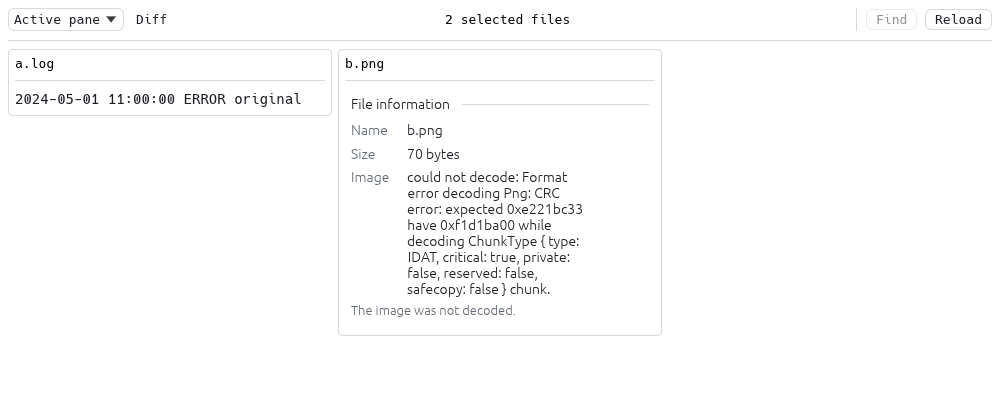 Active pane Diff 2 selected files Find Reload
a.log
2024-05-01 11:00:00 ERROR original
b.png
File information
Name b.png
Size 70 bytes
Image could not decode: Format
error decoding Png: CRC
error: expected 0xe221bc33
have 0xf1d1ba00 while
decoding ChunkType { type:
IDAT, critical: true, private:
false, reserved: false,
safecopy: false } chunk.
The image was not decoded.